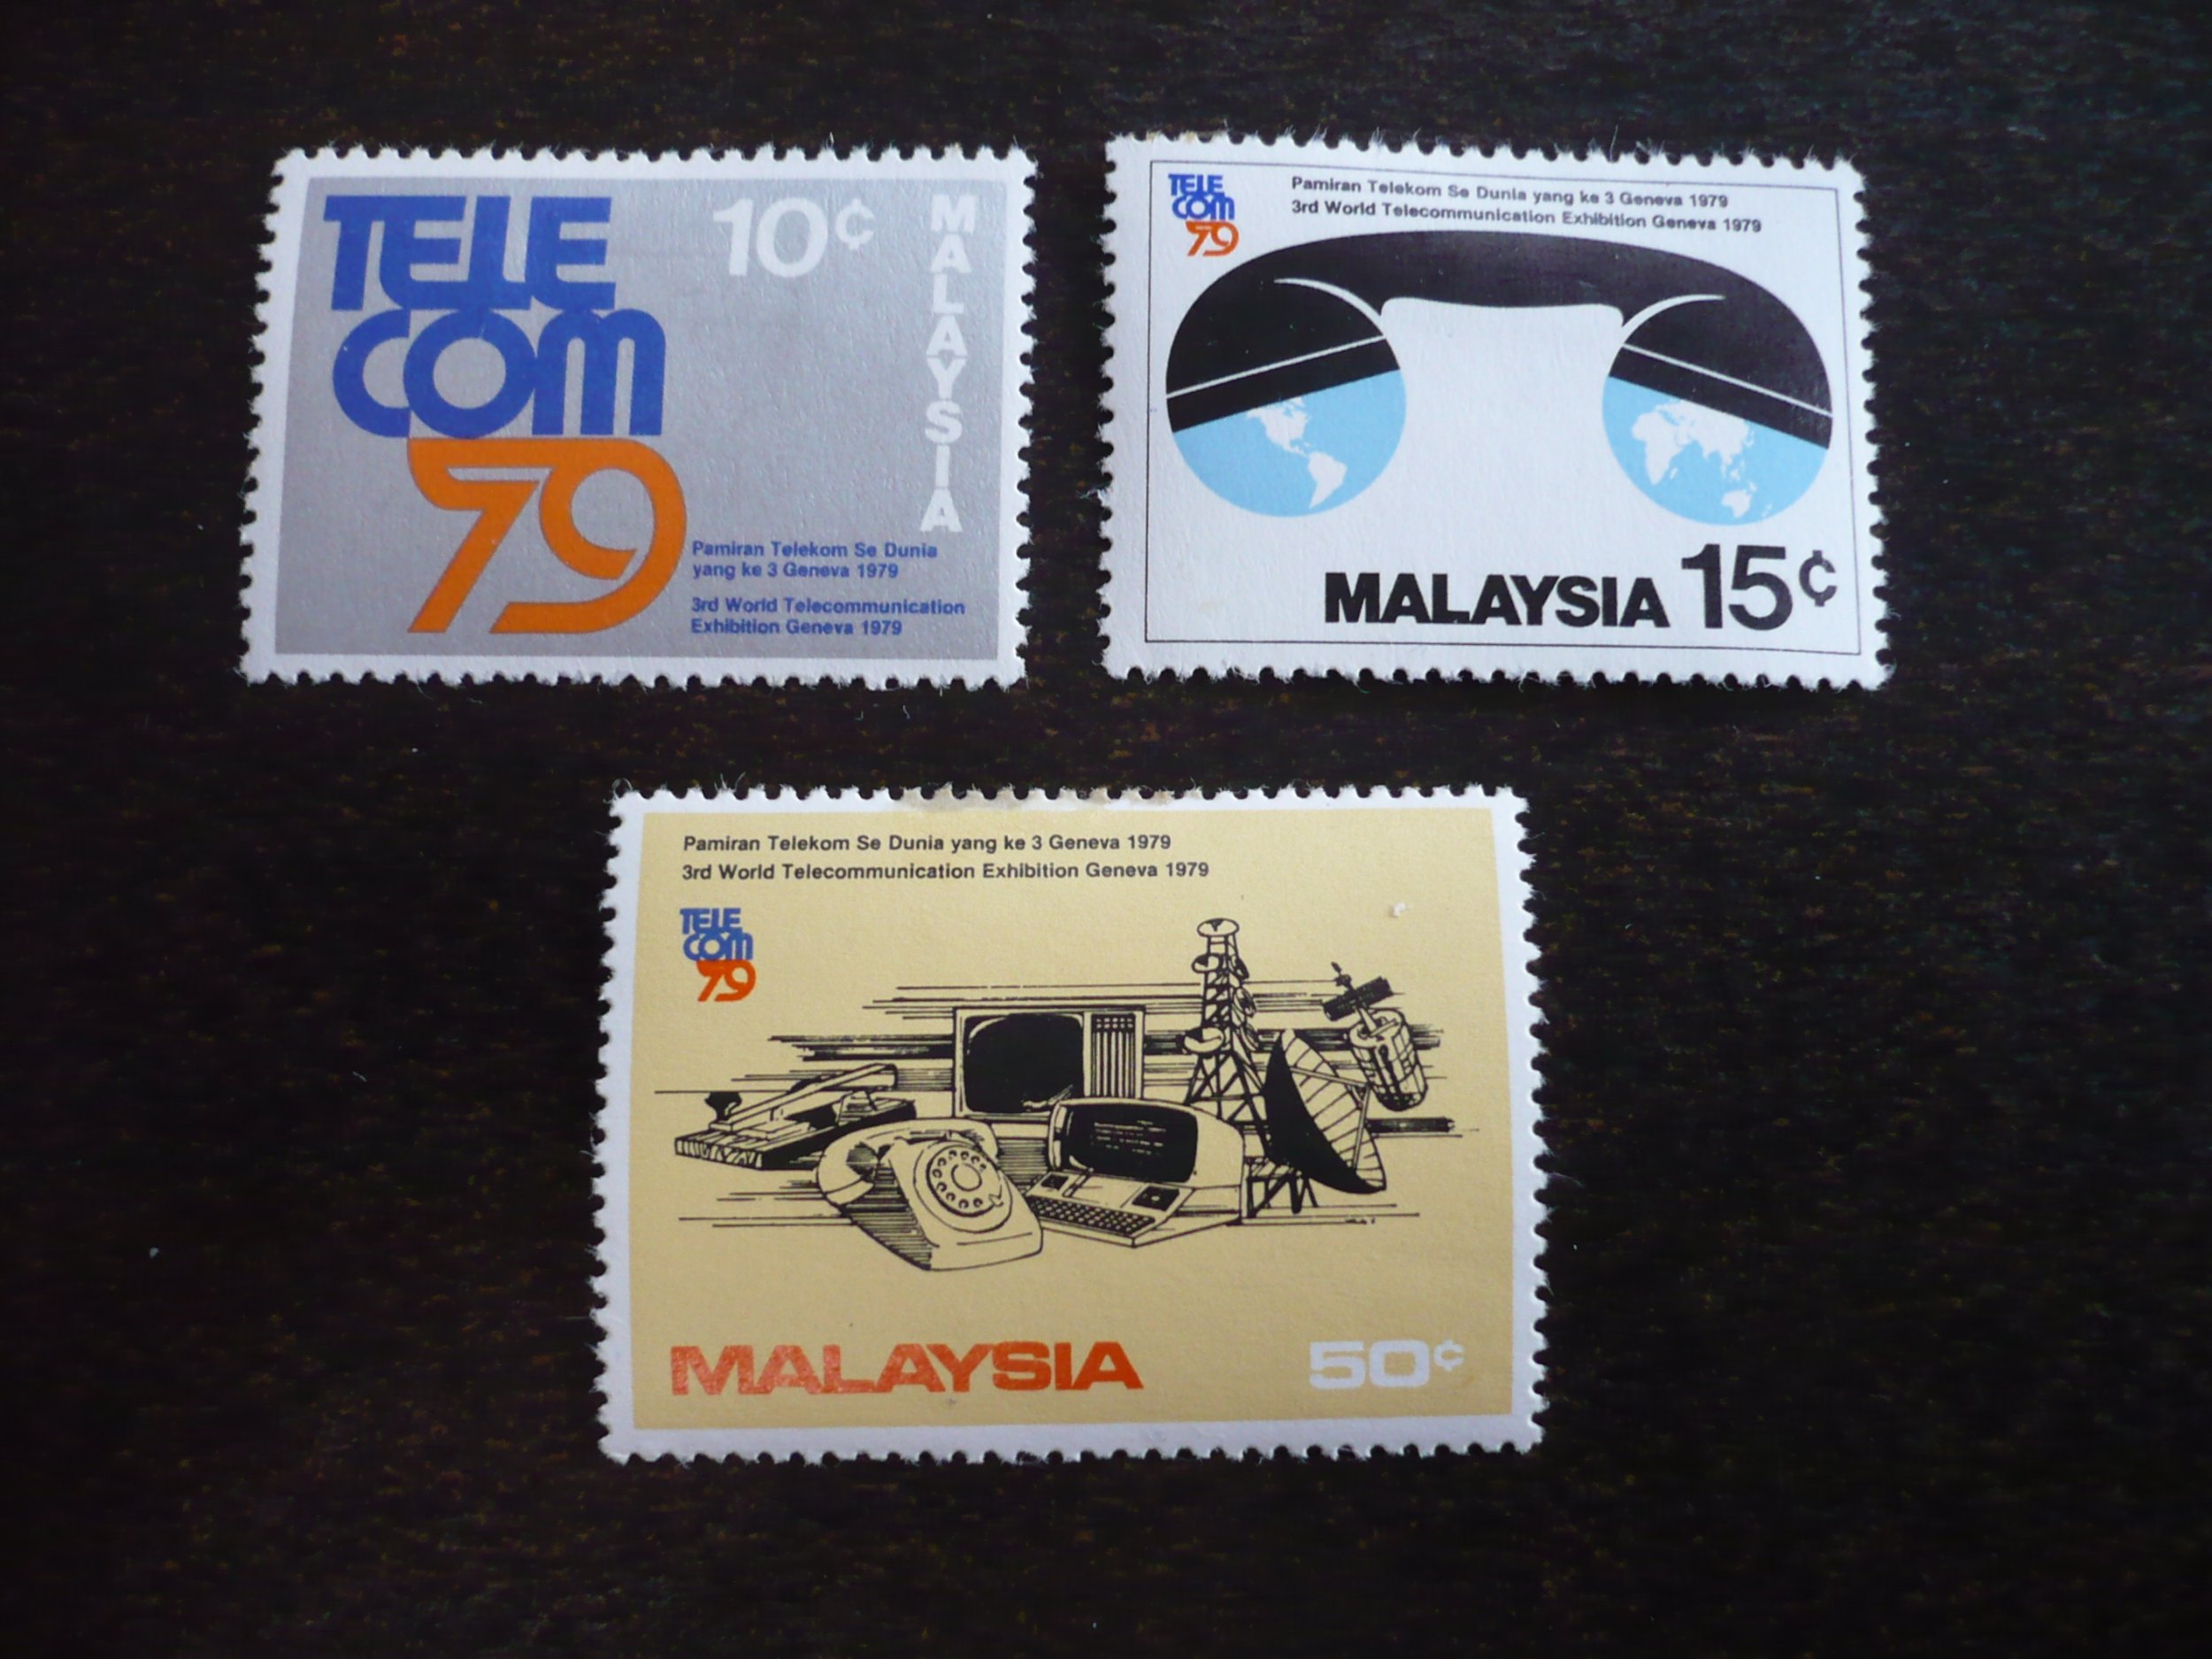 TELE
COM
79
10¢
MALAYSIA
Pamiran Telekom Se Dunia
yang ke 3 Geneva 1979
3rd World Telecommunication
Exhibition Geneva 1979
TELE
COM
79
Pamiran Telekom Se Dunia yang ke 3 Geneva 1979
3rd World Telecommunication Exhibition Geneva 1979
MALAYSIA 15¢
Pamiran Telekom Se Dunia yang ke 3 Geneva 1979
3rd World Telecommunication Exhibition Geneva 1979
TELE
COM
79
MALAYSIA 50¢